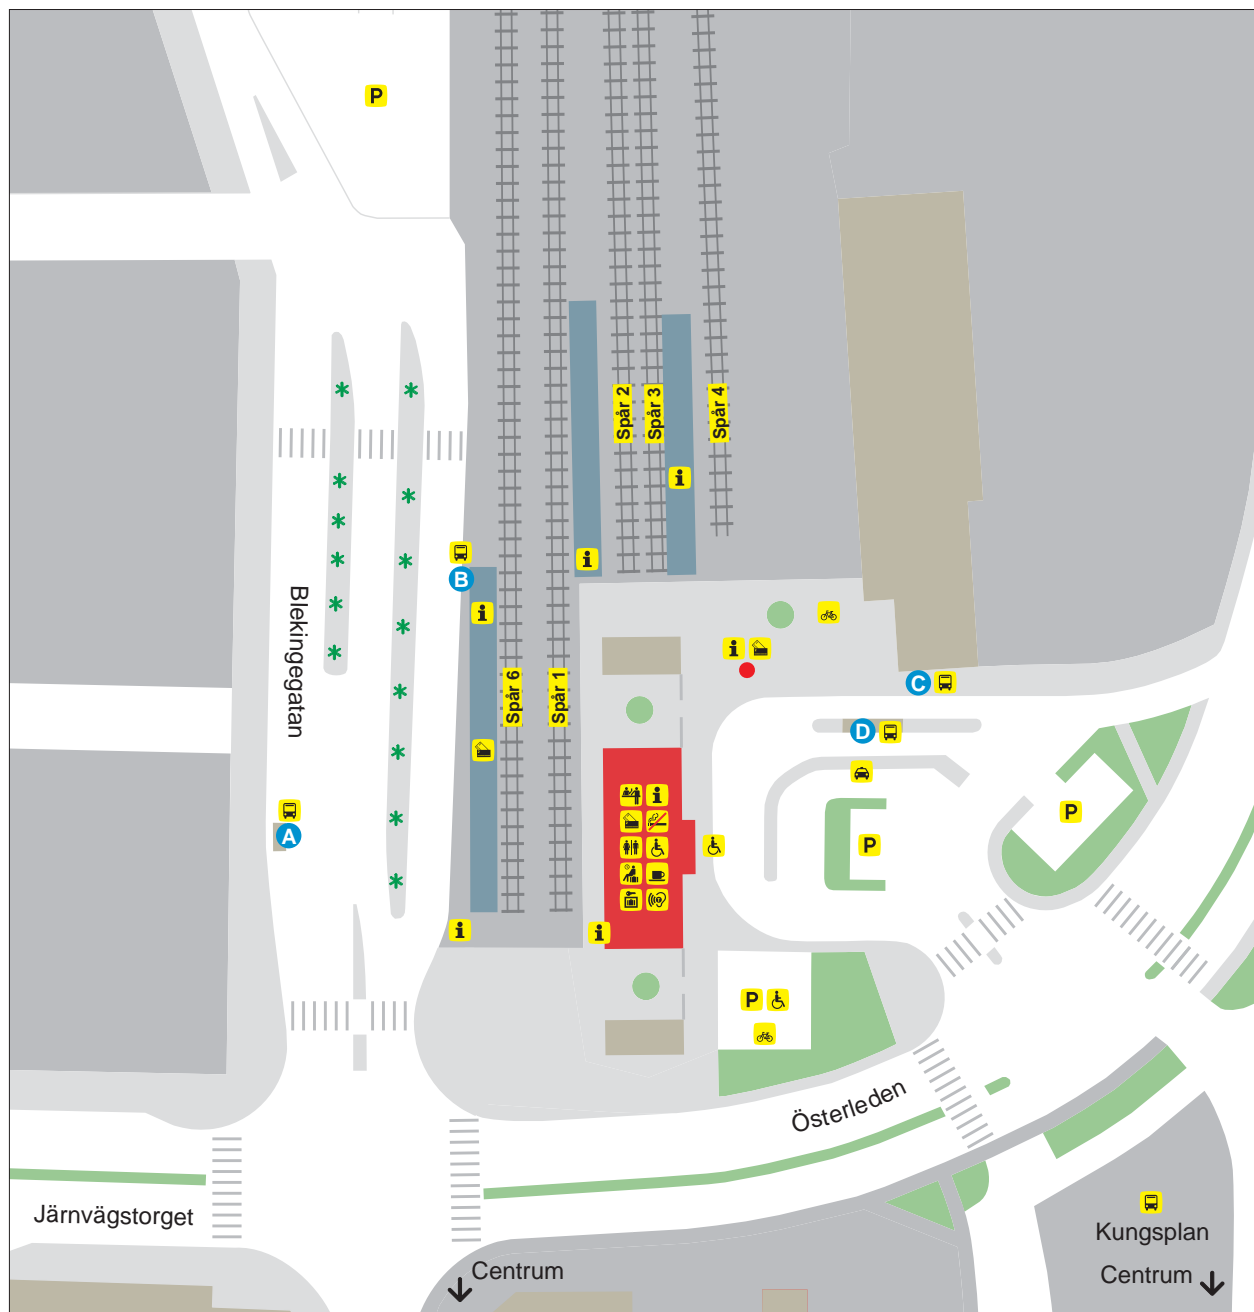 P
Spår 2
Spår 3
Spår 4
i
i
B
i
Blekingegatan
i
Spår 6
Spår 1
C
D
A
i
P
P
i
i
P
Österleden
Järnvägstorget
Kungsplan
Centrum
Centrum